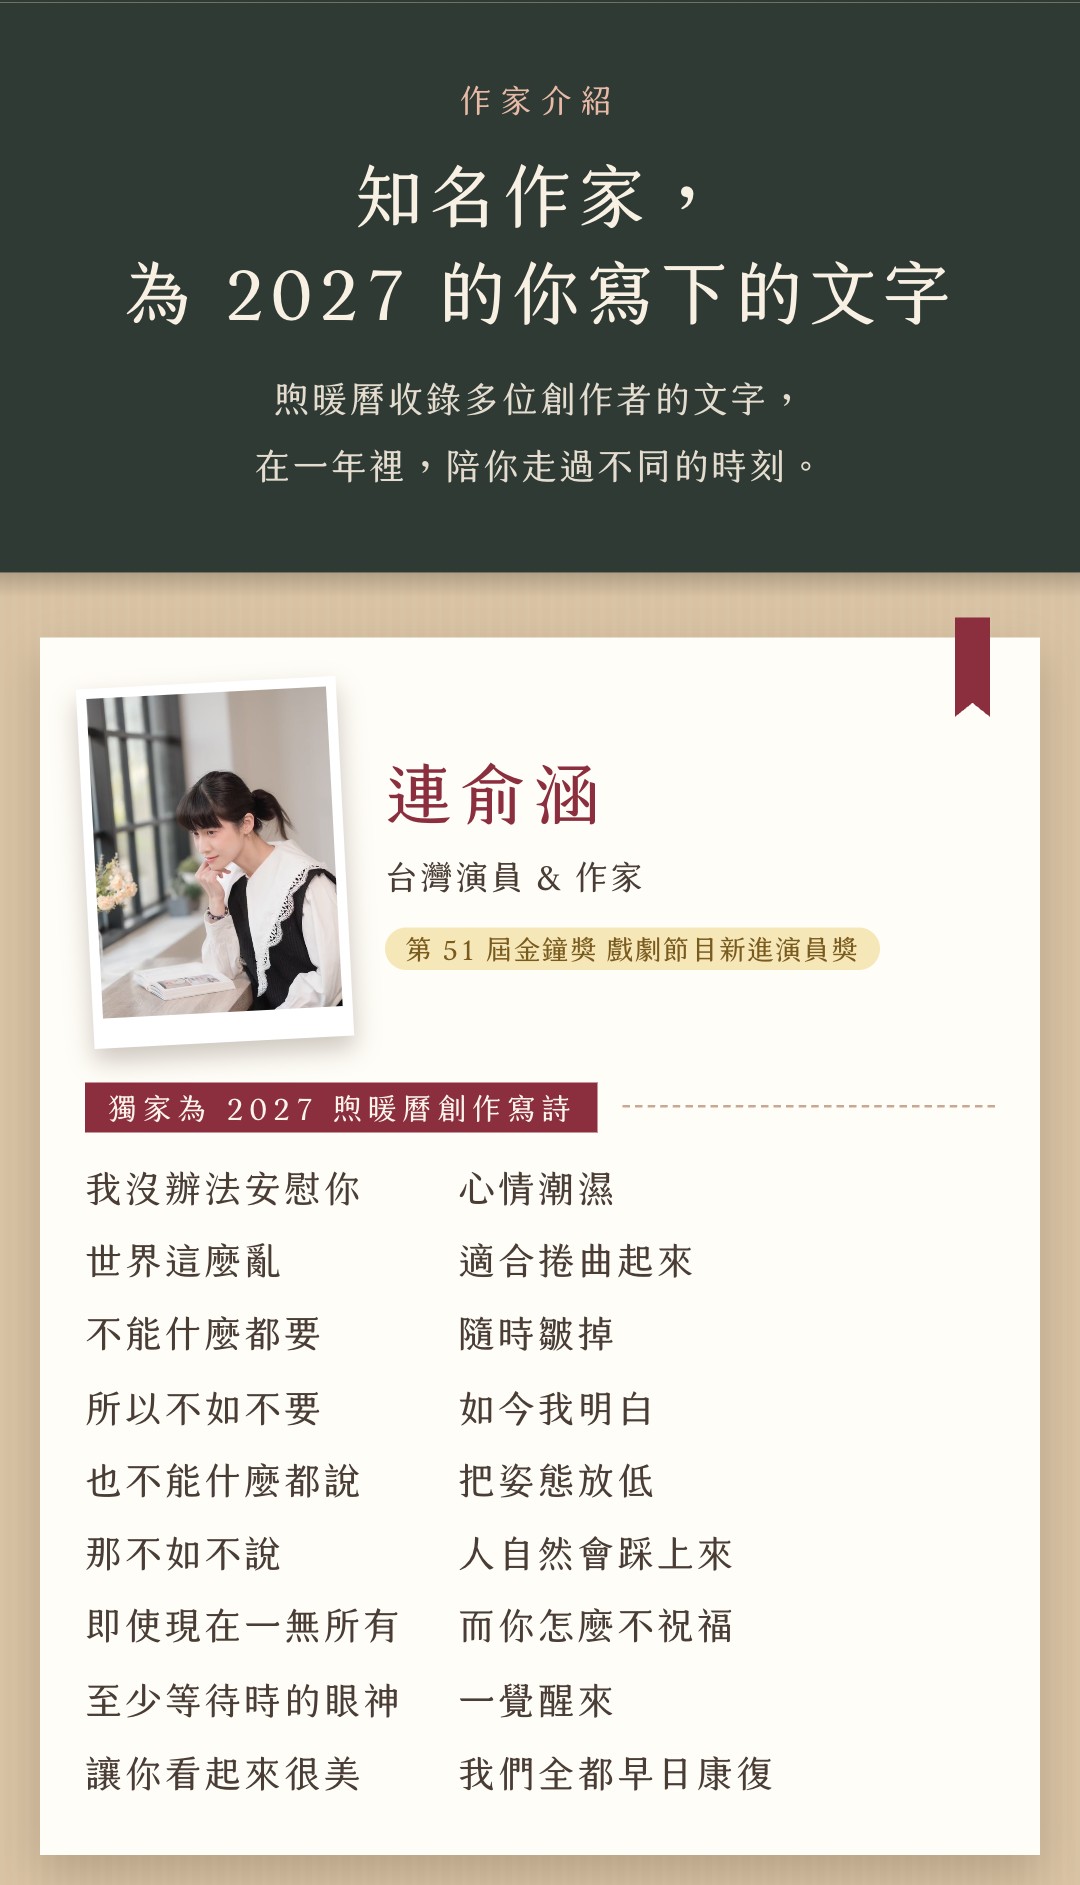 作家介紹
知名作家，
為 2027 的你寫下的文字
煦暖曆收錄多位創作者的文字，
在一年裡，陪你走過不同的時刻。
連俞涵
台灣演員 & 作家
第 51 屆金鐘獎 戲劇節目新進演員獎
獨家為 2027 煦暖曆創作寫詩
我沒辦法安慰你
世界這麼亂
不能什麼都要
所以不如不要
也不能什麼都說
那不如不說
即使現在一無所有
至少等待時的眼神
讓你看起來很美
心情潮濕
適合捲曲起來
隨時皺掉
如今我明白
把姿態放低
人自然會踩上來
而你怎麼不祝福
一覺醒來
我們全都早日康復